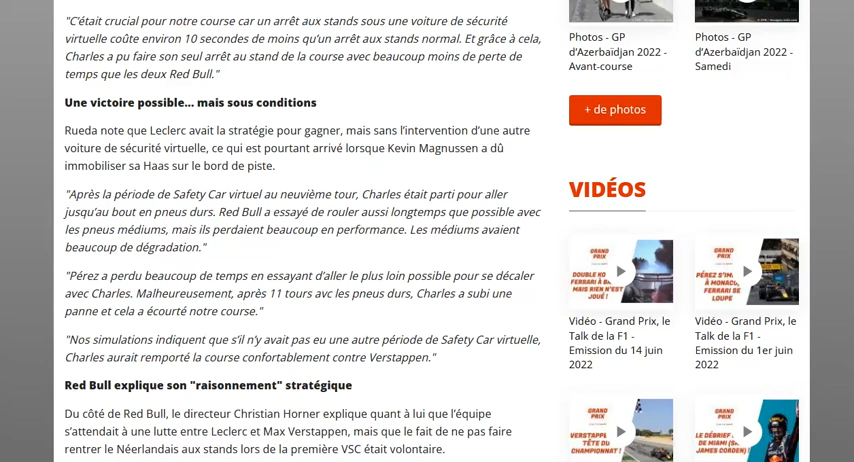 "C'était crucial pour notre course car un arrêt aux stands sous une voiture de sécurité
virtuelle coûte environ 10 secondes de moins qu'un arrêt aux stands normal. Et grâce à cela,
Charles a pu faire son seul arrêt au stand de la course avec beaucoup moins de perte de
temps que les deux Red Bull."
Une victoire possible... mais sous conditions
Rueda note que Leclerc avait la stratégie pour gagner, mais sans l'intervention d'une autre
voiture de sécurité virtuelle, ce qui est pourtant arrivé lorsque Kevin Magnussen a dû
immobiliser sa Haas sur le bord de piste.
"Après la période de Safety Car virtuel au neuvième tour, Charles était parti pour aller
jusqu'au bout en pneus durs. Red Bull a essayé de rouler aussi longtemps que possible avec
les pneus médiums, mais ils perdaient beaucoup en performance. Les médiums avaient
beaucoup de dégradation."
"Pérez a perdu beaucoup de temps en essayant d'aller le plus loin possible pour se décaler
avec Charles. Malheureusement, après 11 tours avc les pneus durs, Charles a subi une
panne et cela a écourté notre course."
"Nos simulations indiquent que s'il n'y avait pas eu une autre période de Safety Car virtuelle,
Charles aurait remporté la course confortablement contre Verstappen."
Red Bull explique son "raisonnement" stratégique
Du côté de Red Bull, le directeur Christian Horner explique quant à lui que l'équipe
s'attendait à une lutte entre Leclerc et Max Verstappen, mais que le fait de ne pas faire
rentrer le Néerlandais aux stands lors de la première VSC était volontaire.
Photos - GP
d'Azerbaïdjan 2022 -
Avant-course
Photos - GP
d'Azerbaïdjan 2022 -
Samedi
+ de photos
VIDÉOS
GRAND
PRIX
DOUBLE KO
FERRARI À B
MAIS RIEN N'EST
JOUÉ !
Vidéo - Grand Prix, le
Talk de la F1 -
Emission du 14 juin
2022
GRAND
PRIX
PÉREZ S'IM
À MONACO,
FERRARI SE
LOUPE
Vidéo - Grand Prix, le
Talk de la F1 -
Emission du 1er juin
2022
GRAND
PRIX
VERSTAPP
TÊTE DU
CHAMPIONNAT !
GRAND
PRIX
LE DÉBRIEF
DE MIAMI (S
JAMES CORDEN) !